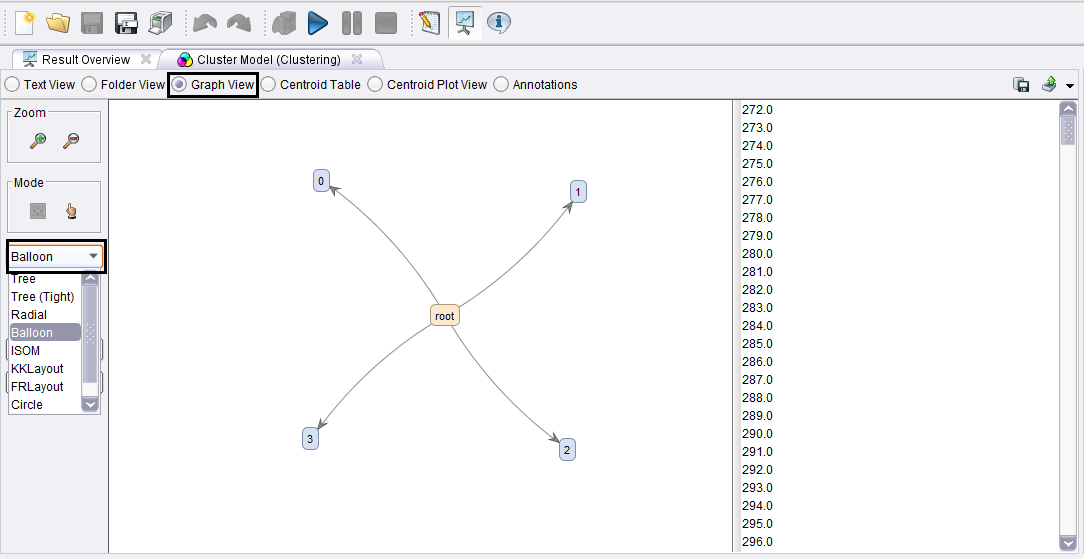 Result Overview Cluster Model (Clustering)
Text View Folder View Graph View Centroid Table Centroid Plot View Annotations
Zoom
Mode
Balloon
Tree
Tree (Tight)
Radial
Balloon
ISOM
KKLayout
FRLayout
Circle
0
1
root
3
2
272.0
273.0
274.0
275.0
276.0
277.0
278.0
279.0
280.0
281.0
282.0
283.0
284.0
285.0
286.0
287.0
288.0
289.0
290.0
291.0
292.0
293.0
294.0
295.0
296.0